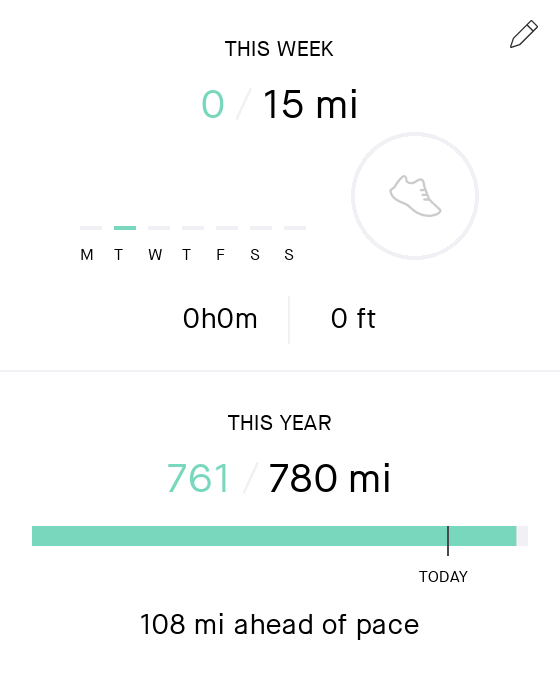 THIS WEEK
0 / 15 mi
M T W T F S S
0h0m 0 ft
THIS YEAR
761 / 780 mi
TODAY
108 mi ahead of pace